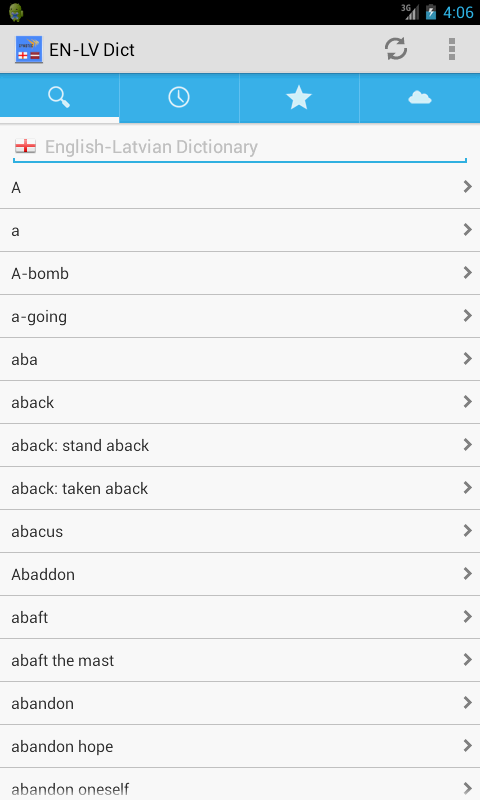 3G
4:06
EN-LV Dict
English-Latvian Dictionary
A
a
A-bomb
a-going
aba
aback
aback: stand aback
aback: taken aback
abacus
Abaddon
abaft
abaft the mast
abandon
abandon hope
abandon oneself